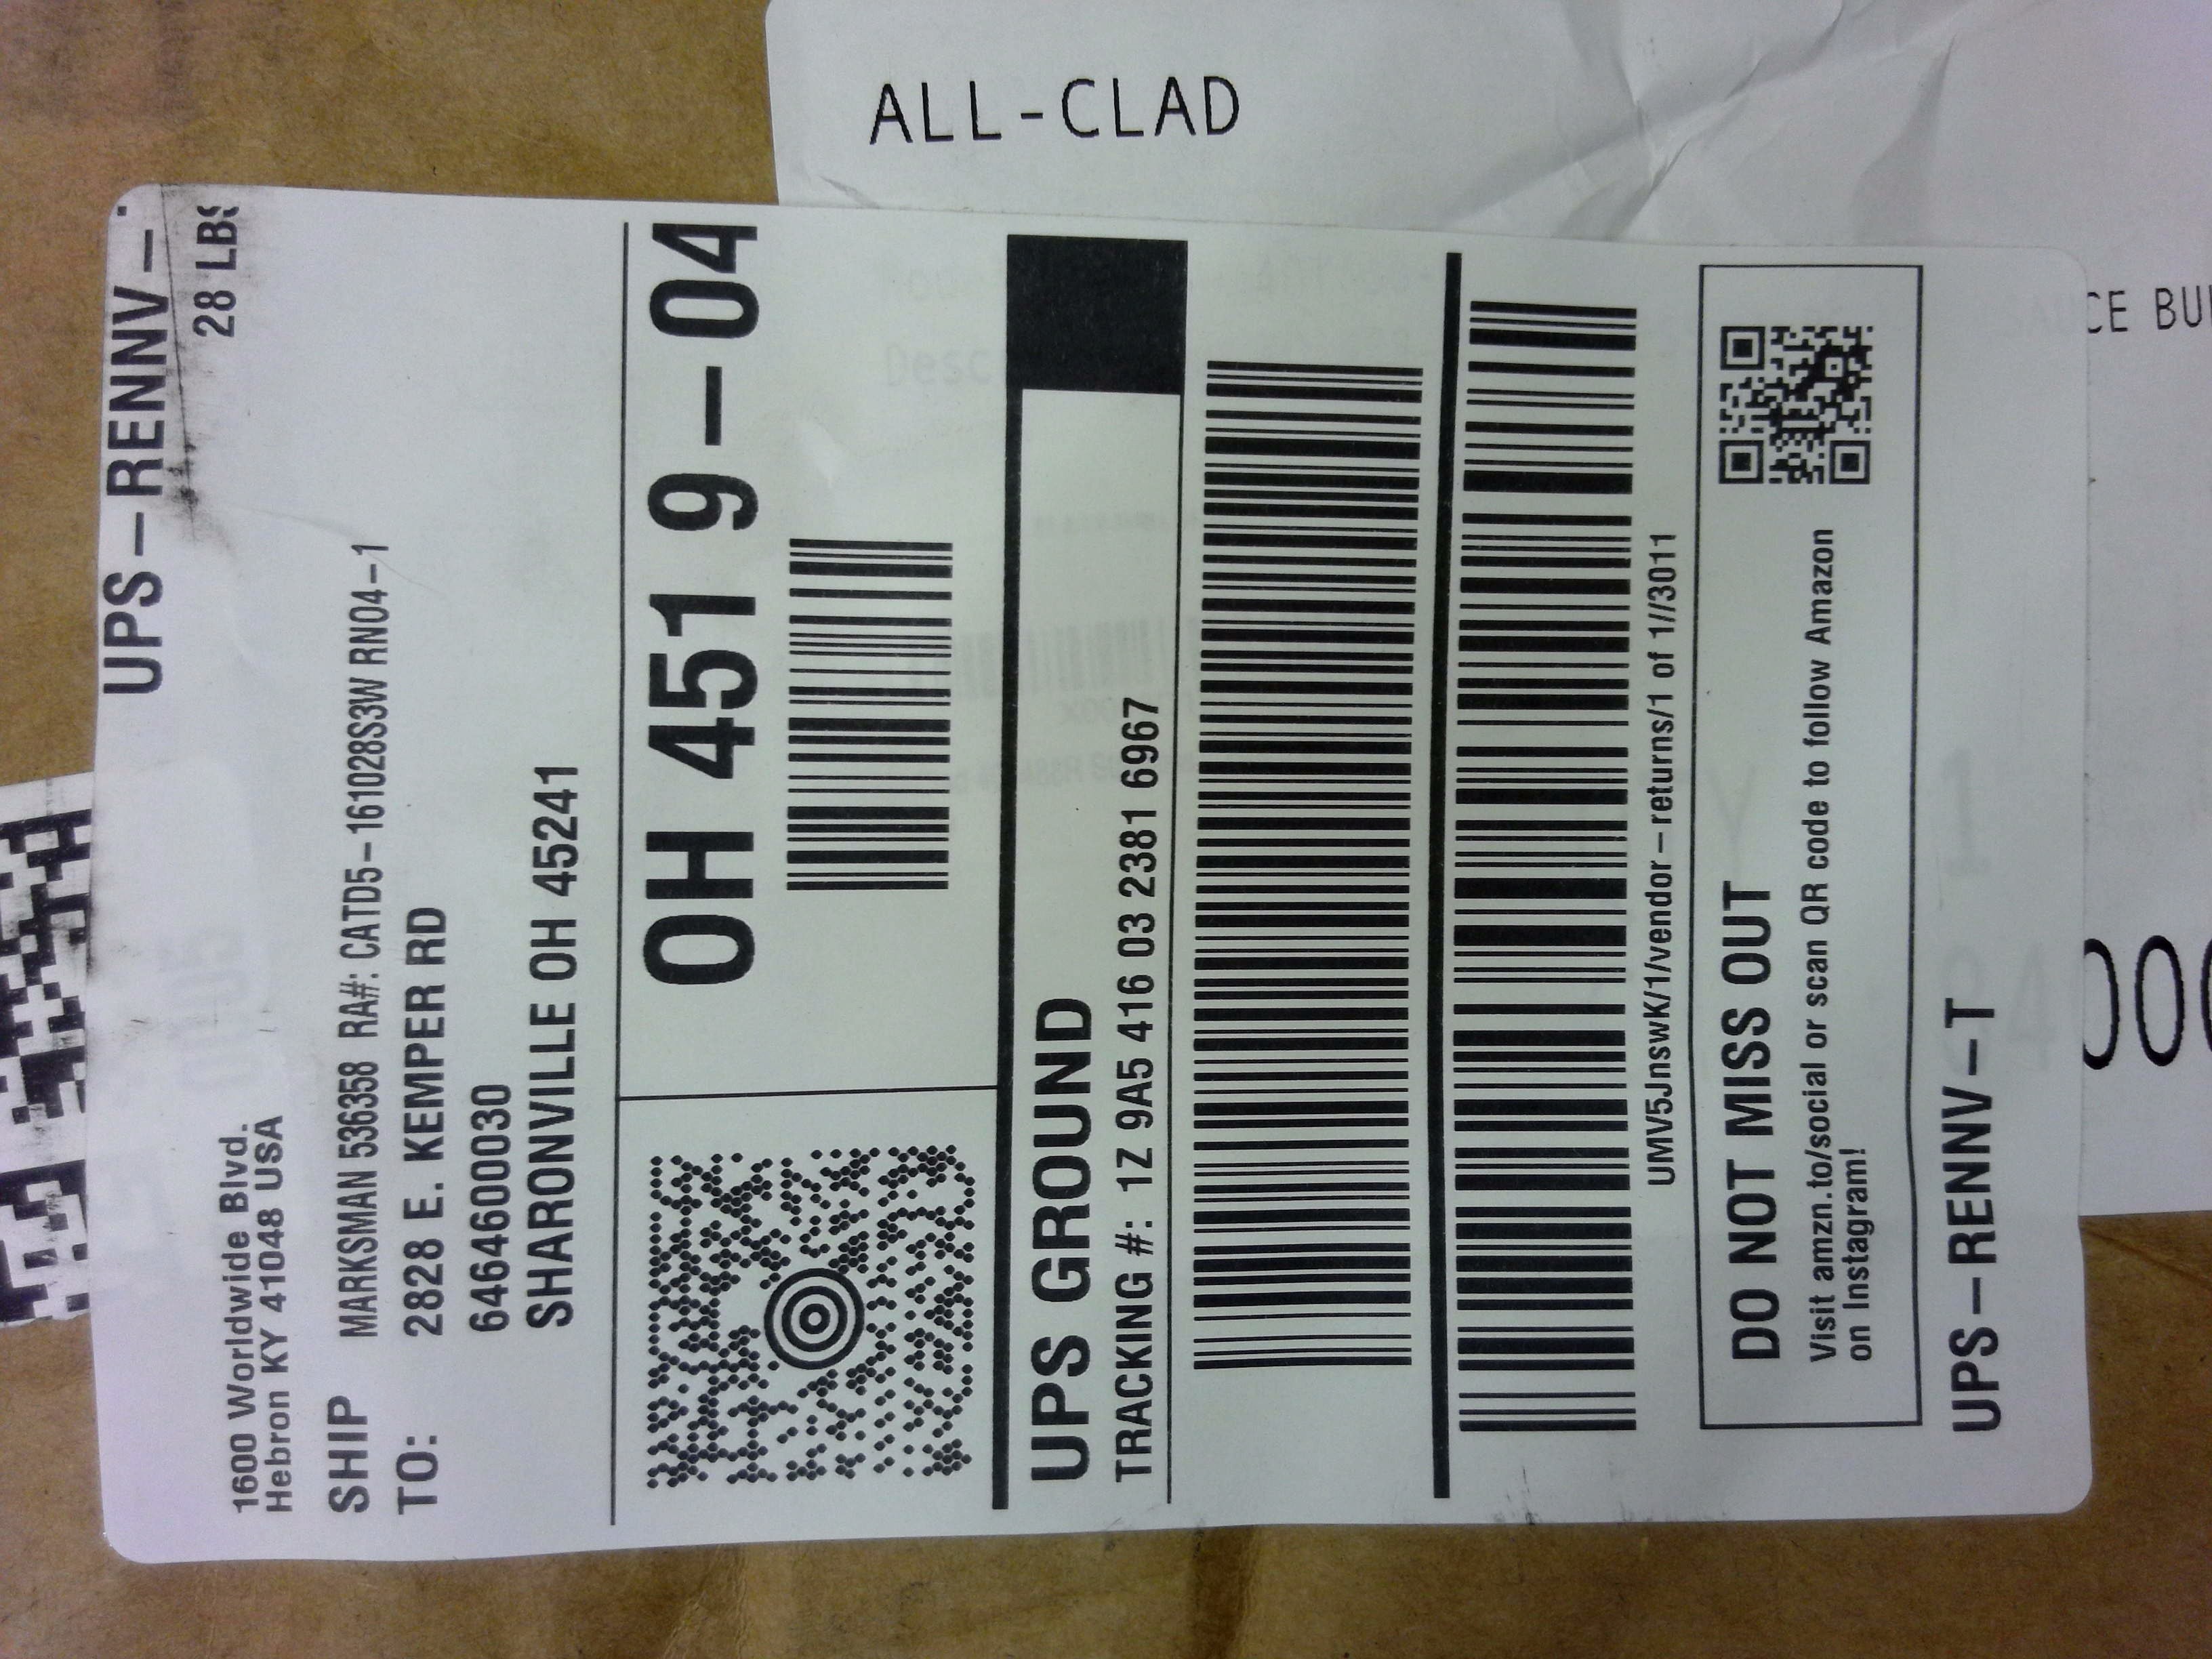 ALL-CLAD
UPS-RENNV-
28 LBS
1600 Worldwide Blvd.
Hebron KY 41048 USA
SHIP TO:
MARKSMAN 536358 RA#: CATD5-161028S3W RNO4-1
2828 E. KEMPER RD
6464600030
SHARONVILLE OH 45241
OH 451 9-04
UPS GROUND
TRACKING #: 1Z 9A5 416 03 2381 6967
UMV5JnswK/1/vendor-returns/1 of 1//3011
DO NOT MISS OUT
Visit amzn.to/social or scan QR code to follow Amazon
on Instagram!
UPS-RENNV-T